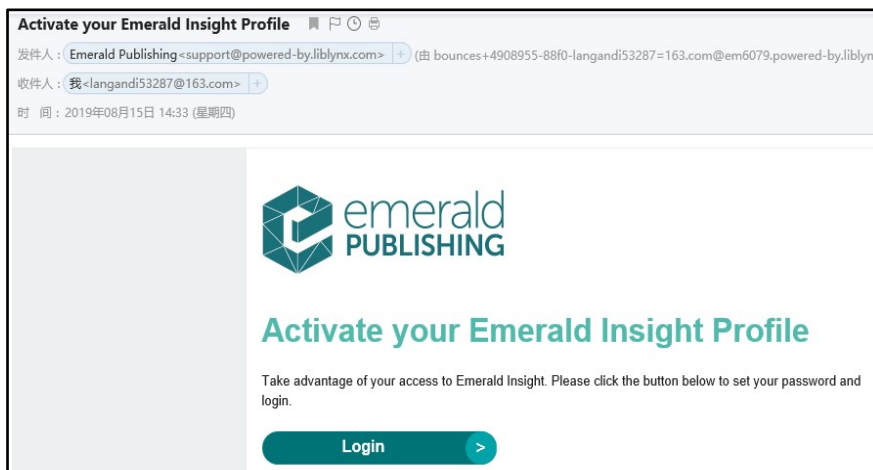 Activate your Emerald Insight Profile
发件人：Emerald Publishing<support@powered-by.liblynx.com> + (由 bounces+4908955-88f0-langandi53287=163.com@em6079.powered-by.liblyn
收件人：我<langandi53287@163.com> +
时 间：2019年08月15日 14:33 (星期四)
emerald
PUBLISHING
Activate your Emerald Insight Profile
Take advantage of your access to Emerald Insight. Please click the button below to set your password and
login.
Login >